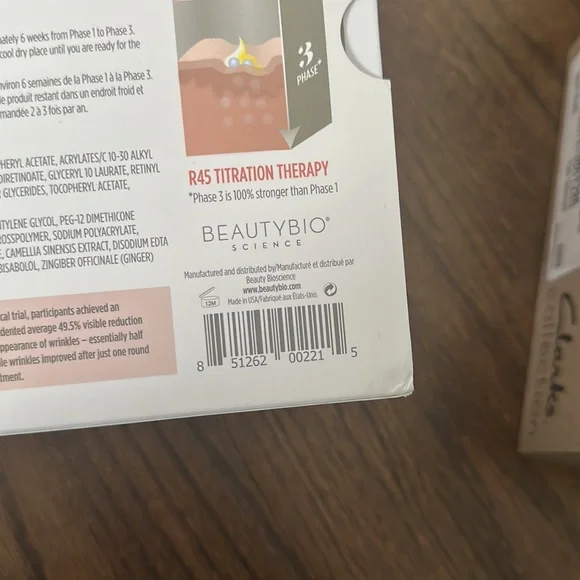 ately 6 weeks from Phase 1 to Phase 3.
cool dry place until you are ready for the
nviron 6 semaines de la Phase 1 à la Phase 3.
le produit restant dans un endroit froid et
mandée 2 à 3 fois par an.
3
PHASE*
HERYL ACETATE, ACRYLATES/C 10-30 ALKYL
DIRETINOATE, GLYCERYL 10 LAURATE, RETINYL
GLYCERIDES, TOCOPHERYL ACETATE,
TYLENE GLYCOL, PEG-12 DIMETHICONE
ROSSPOLYMER, SODIUM POLYACRYLATE,
E, CAMELLIA SINENSIS EXTRACT, DISODIUM EDTA
BISABOLOL, ZINGIBER OFFICINALE (GINGER)
R45 TITRATION THERAPY
*Phase 3 is 100% stronger than Phase 1
BEAUTYBIO®
SCIENCE
Manufactured and distributed by/Manufacturé et distribué par
Beauty Bioscience
www.beautybio.com
12M
Made in USA/Fabriqué aux États-Unis
8 51262 00221 5
cal trial, participants achieved an
dented average 49.5% visible reduction
ppearance of wrinkles – essentially half
le wrinkles improved after just one round
tment.
Clarks